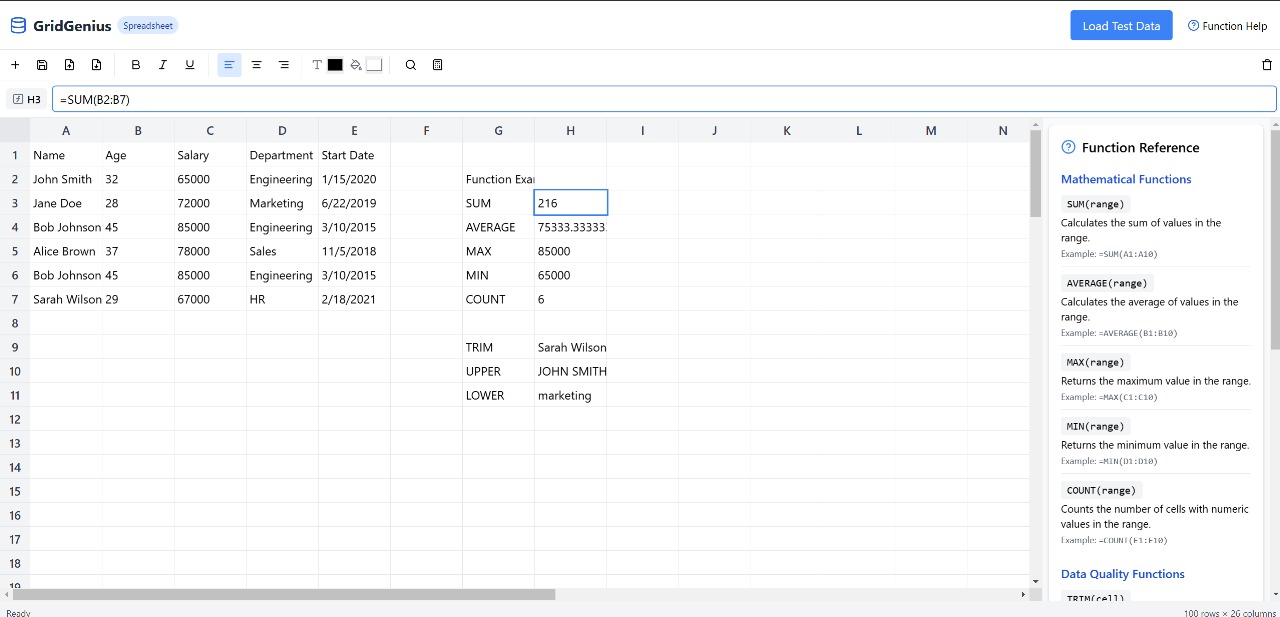 GridGenius Spreadsheet Load Test Data Function Help
B I U T
H3 =SUM(B2:B7)
A B C D E F G H I J K L M N
1 Name Age Salary Department Start Date
2 John Smith 32 65000 Engineering 1/15/2020 Function Exa
3 Jane Doe 28 72000 Marketing 6/22/2019 SUM 216
4 Bob Johnson 45 85000 Engineering 3/10/2015 AVERAGE 75333.33333
5 Alice Brown 37 78000 Sales 11/5/2018 MAX 85000
6 Bob Johnson 45 85000 Engineering 3/10/2015 MIN 65000
7 Sarah Wilson 29 67000 HR 2/18/2021 COUNT 6
8
9 TRIM Sarah Wilson
10 UPPER JOHN SMITH
11 LOWER marketing
12
13
14
15
16
17
18
19
Function Reference
Mathematical Functions
SUM(range)
Calculates the sum of values in the
range.
Example: =SUM(A1:A10)
AVERAGE(range)
Calculates the average of values in the
range.
Example: =AVERAGE(B1:B10)
MAX(range)
Returns the maximum value in the range.
Example: =MAX(C1:C10)
MIN(range)
Returns the minimum value in the range.
Example: =MIN(D1:D10)
COUNT(range)
Counts the number of cells with numeric
values in the range.
Example: =COUNT(E1:E10)
Data Quality Functions
TRIM(cell)
Ready 100 rows × 26 columns